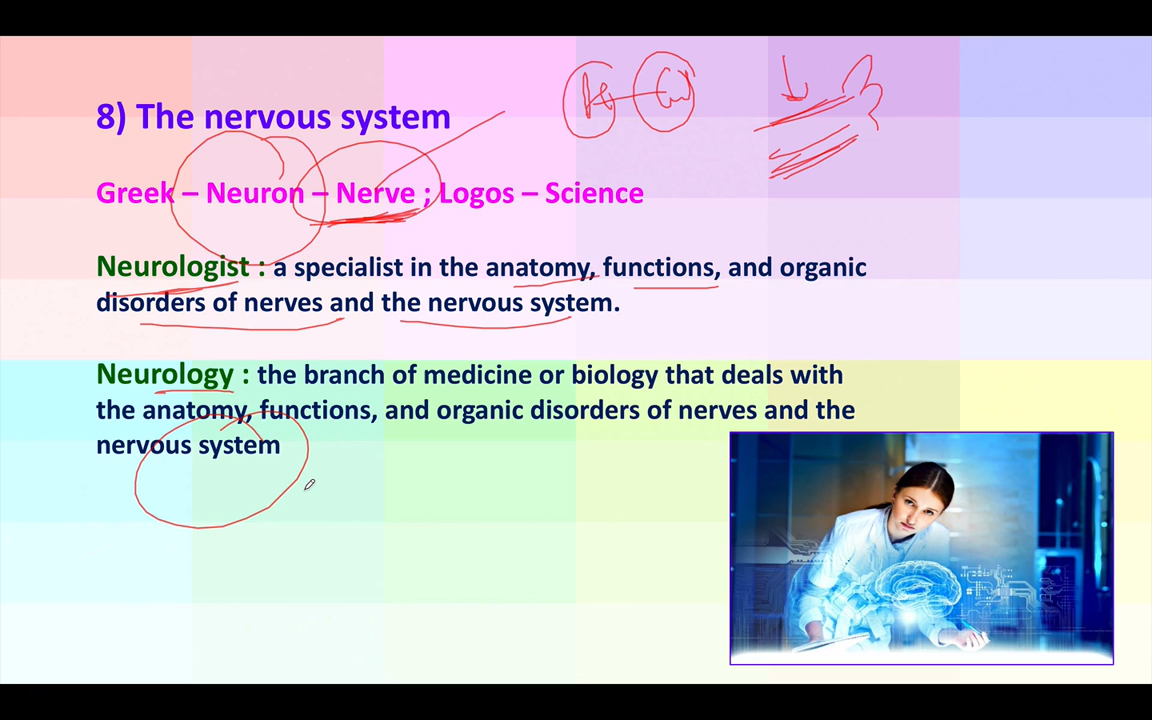 8) The nervous system
Greek – Neuron – Nerve ; Logos – Science
Neurologist : a specialist in the anatomy, functions, and organic
disorders of nerves and the nervous system.
Neurology : the branch of medicine or biology that deals with
the anatomy, functions, and organic disorders of nerves and the
nervous system